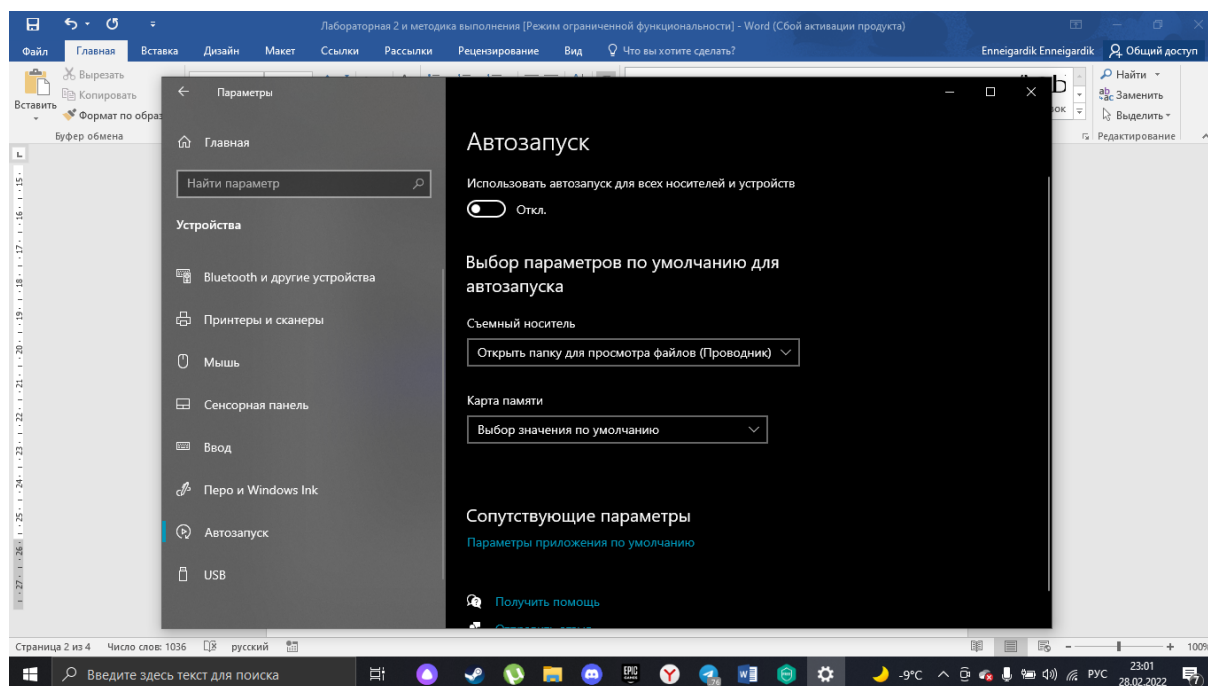 Лабораторная 2 и методика выполнения [Режим ограниченной функциональности] - Word (Сбой активации продукта)
Файл Главная Вставка Дизайн Макет Ссылки Рассылки Рецензирование Вид Что вы хотите сделать? Enneigardik Enneigardik Общий доступ
Вырезать
Копировать
Формат по образ
Вставить
Буфер обмена
Найти
Заменить
Выделить
Редактирование
Параметры
Главная
Найти параметр
Устройства
Bluetooth и другие устройства
Принтеры и сканеры
Мышь
Сенсорная панель
Ввод
Перо и Windows Ink
Автозапуск
USB
Автозапуск
Использовать автозапуск для всех носителей и устройств
Откл.
Выбор параметров по умолчанию для
автозапуска
Съемный носитель
Открыть папку для просмотра файлов (Проводник)
Карта памяти
Выбор значения по умолчанию
Сопутствующие параметры
Параметры приложения по умолчанию
Получить помощь
Страница 2 из 4 Число слов: 1036 русский 100%
Введите здесь текст для поиска
-9°C РУС 23:01
28.02.2022